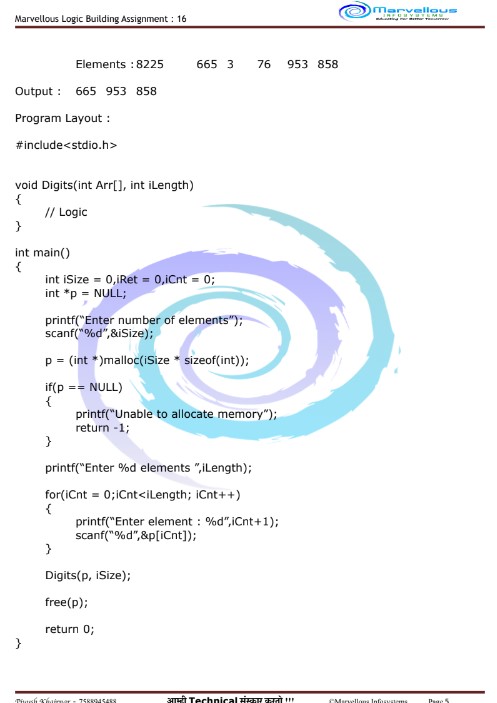 Marvellous Logic Building Assignment : 16
Marvellous
INFOSYSTEMS
Educating for Better Tomorrow
Elements : 8225 665 3 76 953 858
Output : 665 953 858
Program Layout :
#include<stdio.h>
void Digits(int Arr[], int iLength)
{
// Logic
}
int main()
{
int iSize = 0,iRet = 0,iCnt = 0;
int *p = NULL;
printf(“Enter number of elements”);
scanf(“%d”,&iSize);
p = (int *)malloc(iSize * sizeof(int));
if(p == NULL)
{
printf(“Unable to allocate memory”);
return -1;
}
printf(“Enter %d elements ”,iLength);
for(iCnt = 0;iCnt<iLength; iCnt++)
{
printf(“Enter element : %d”,iCnt+1);
scanf(“%d”,&p[iCnt]);
}
Digits(p, iSize);
free(p);
return 0;
}
Piyush Khairnar - 7588945488 आम्ही Technical संस्कार करतो !!! ©Marvellous Infosystems Page 5